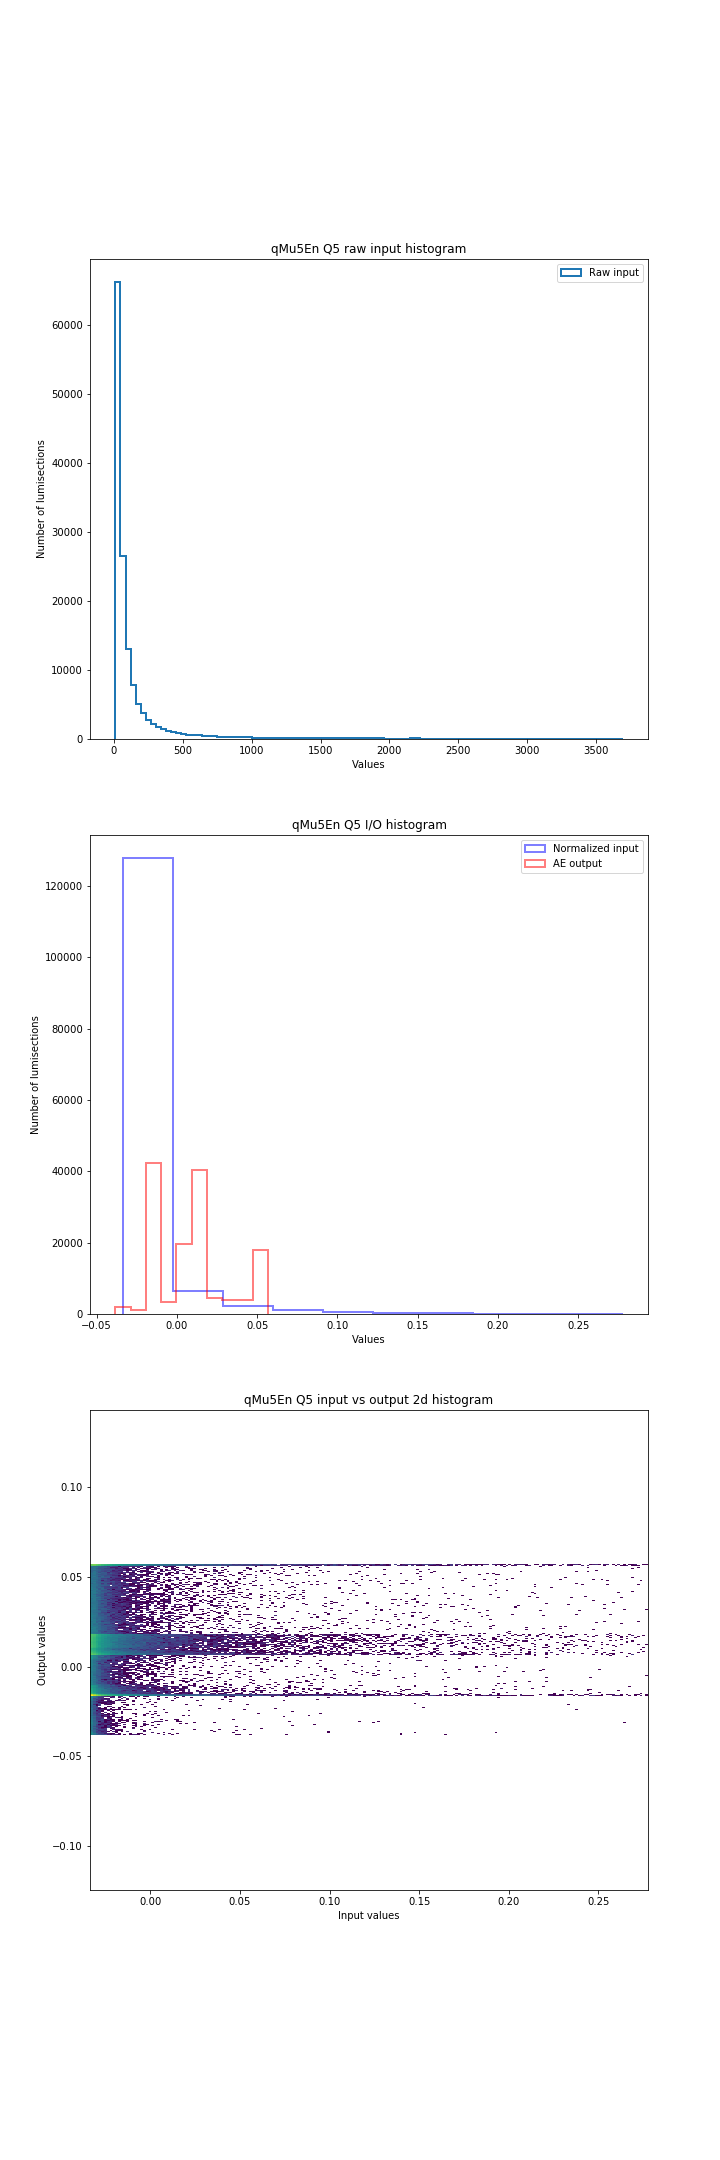 qMu5En Q5 raw input histogram
Raw input
60000
50000
40000
30000
20000
10000
0
Number of lumisections
0 500 1000 1500 2000 2500 3000 3500
Values
qMu5En Q5 I/O histogram
Normalized input
AE output
120000
100000
80000
60000
40000
20000
0
Number of lumisections
−0.05 0.00 0.05 0.10 0.15 0.20 0.25
Values
qMu5En Q5 input vs output 2d histogram
0.10
0.05
0.00
−0.05
−0.10
Output values
0.00 0.05 0.10 0.15 0.20 0.25
Input values